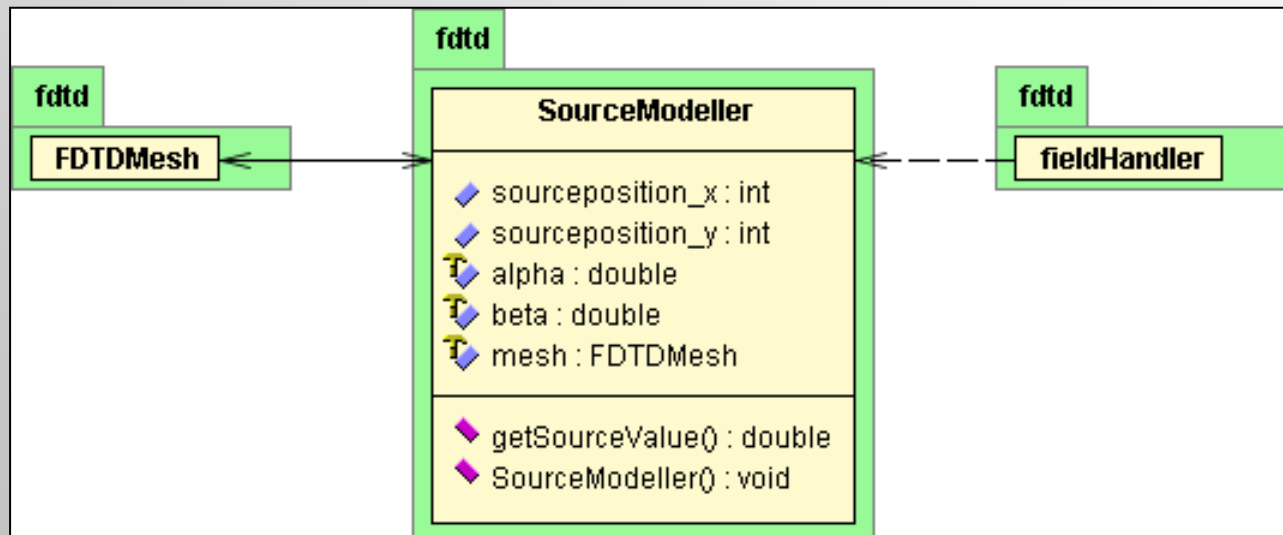 fdtd
FDTDMesh
fdtd
SourceModeller
sourceposition_x : int
sourceposition_y : int
alpha : double
beta : double
mesh : FDTDMesh
getSourceValue() : double
SourceModeller() : void
fdtd
fieldHandler